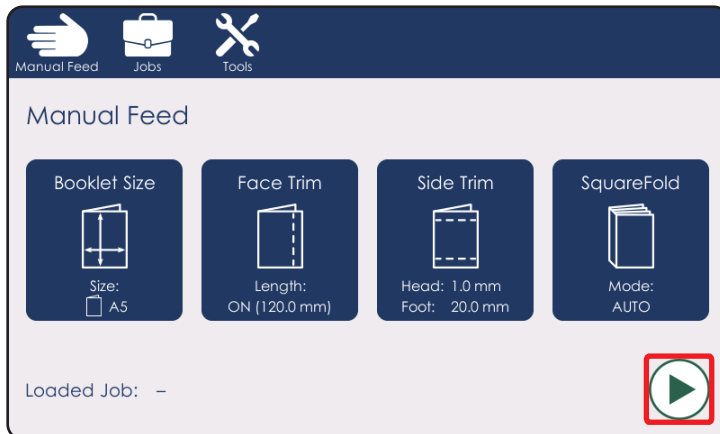 Manual Feed
Jobs
Tools
Manual Feed
Booklet Size
Size:
A5
Face Trim
Length:
ON (120.0 mm)
Side Trim
Head: 1.0 mm
Foot: 20.0 mm
SquareFold
Mode:
AUTO
Loaded Job: –